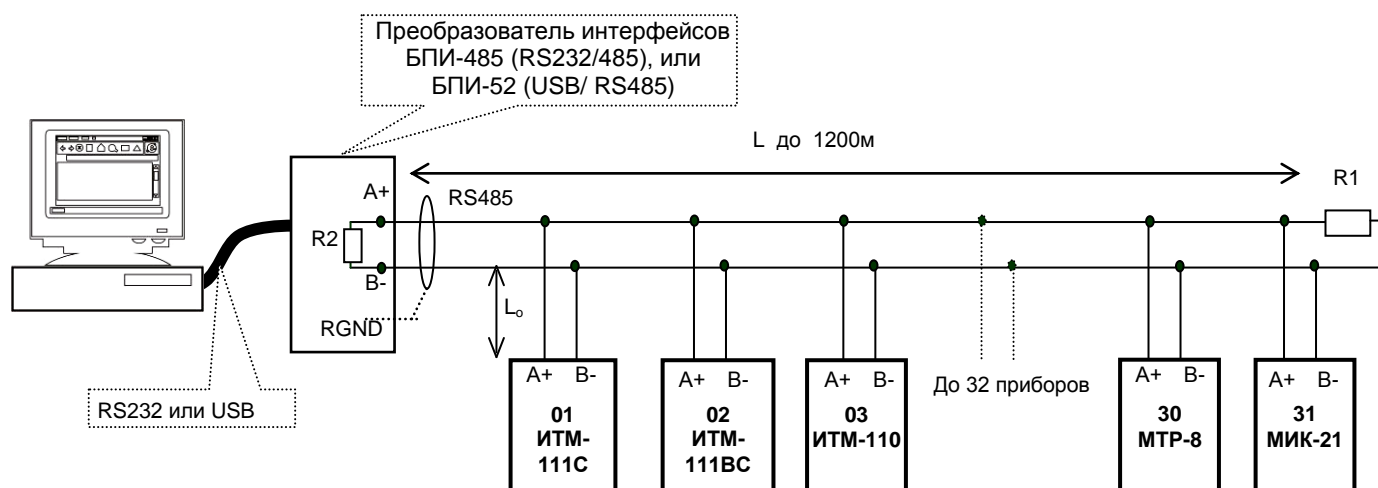 Преобразователь интерфейсов
БПИ-485 (RS232/485), или
БПИ-52 (USB/ RS485)
L до 1200м
R1
A+
RS485
R2
B-
Lo
RGND
RS232 или USB
До 32 приборов
A+ B-
01
ИТМ-
111С
A+ B-
02
ИТМ-
111ВС
A+ B-
03
ИТМ-110
A+ B-
30
МТР-8
A+ B-
31
МИК-21